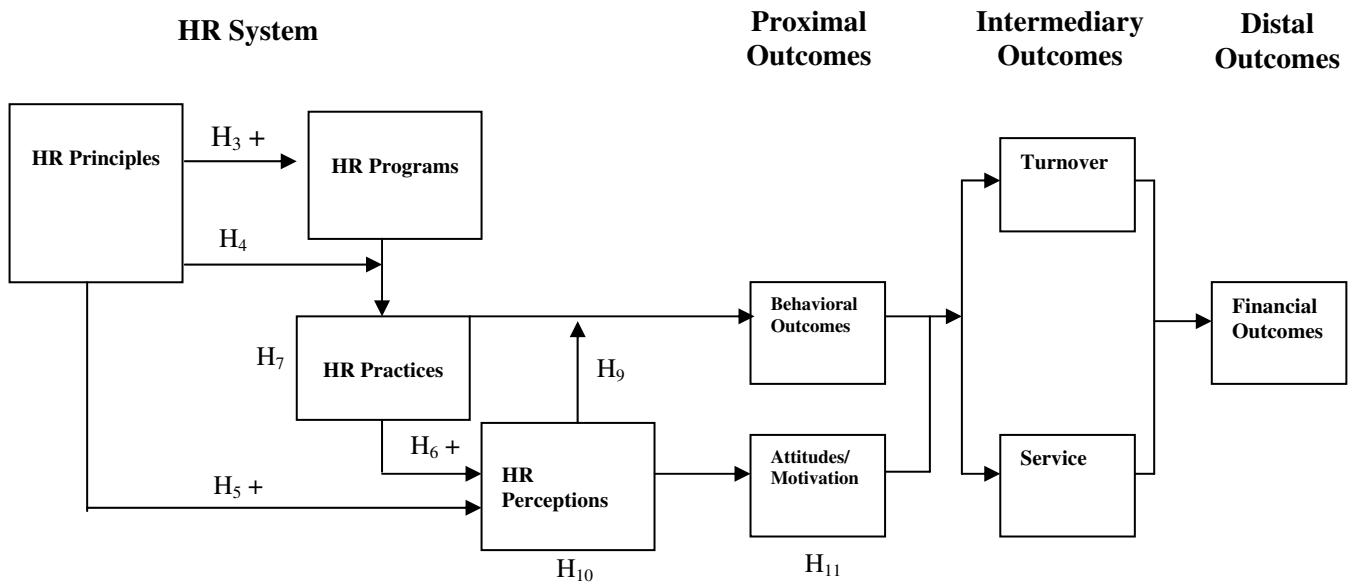 HR System
Proximal
Outcomes
Intermediary
Outcomes
Distal
Outcomes
HR Principles
H3 +
HR Programs
Turnover
H4
Behavioral
Outcomes
Financial
Outcomes
H7
HR Practices
H9
H6 +
HR
Perceptions
Attitudes/
Motivation
Service
H5 +
H10
H11